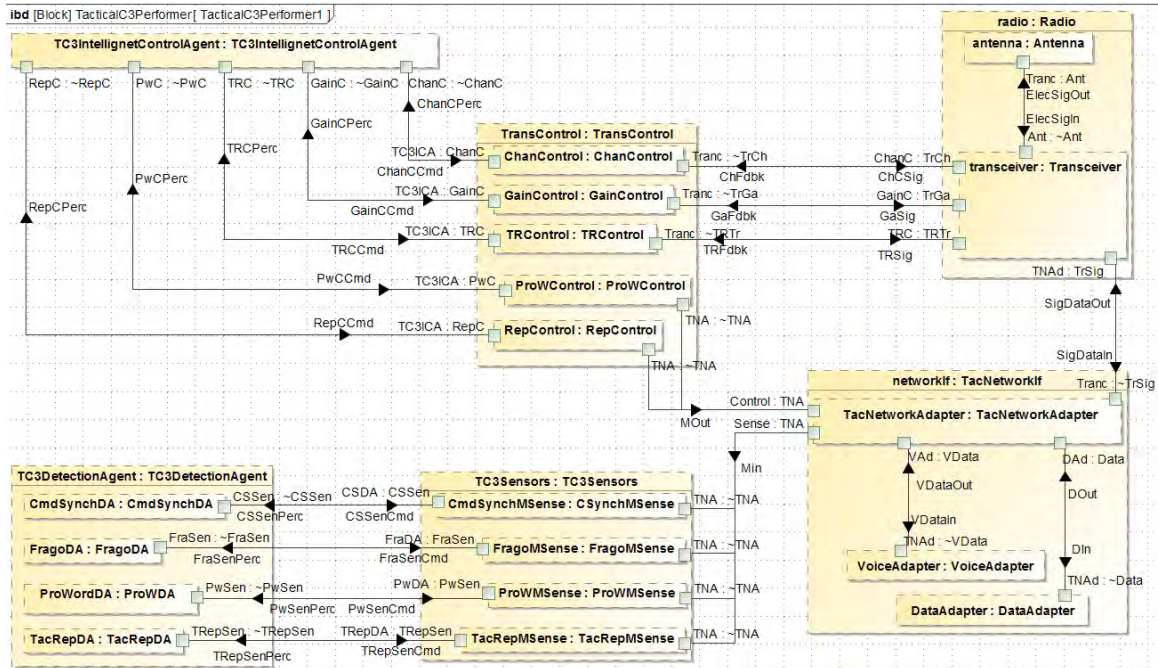 ibd [Block] TacticalC3Performer[ TacticalC3Performer1 ]
TC3IntellignetControlAgent : TC3IntellignetControlAgent
RepC : ~RepC
PwC : ~PwC
TRC : ~TRC
GainC : ~GainC
ChanC : ~ChanC
ChanCPerc
GainCPerc
TRCPerc
PwCPerc
RepCPerc
TransControl : TransControl
TC3ICA : ChanC
ChanControl : ChanControl
ChanCCmd
TC3ICA : GainC
GainControl : GainControl
GainCCmd
TC3ICA : TRC
TRControl : TRControl
TRCCmd
PwCCmd
TC3ICA : PwC
ProWControl : ProWControl
RepCCmd
TC3ICA : RepC
RepControl : RepControl
TNA : ~TNA
TNA : ~TNA
Tranc : ~TrCh
ChFdbk
Tranc : ~TrGa
GaFdbk
Tranc : ~TRTr
TRFdbk
ChanC : TrCh
ChCSig
GainC : TrGa
GaSig
TRC : TRTr
TRSig
radio : Radio
antenna : Antenna
Tranc : Ant
ElecSigOut
ElecSigIn
Ant : ~Ant
transceiver : Transceiver
TNAd : TrSig
SigDataOut
SigDataIn
Tranc : ~TrSig
networkIf : TacNetworkIf
Control : TNA
MOut
Sense : TNA
Min
TacNetworkAdapter : TacNetworkAdapter
VAd : VData
VDataOut
VDataIn
TNAd : ~VData
VoiceAdapter : VoiceAdapter
DAd : Data
DOut
DIn
TNAd : ~Data
DataAdapter : DataAdapter
TC3DetectionAgent : TC3DetectionAgent
CmdSynchDA : CmdSynchDA
FragoDA : FragoDA
ProWordDA : ProWDA
TacRepDA : TacRepDA
CSSen : ~CSSen
CSSenPerc
CSDA : CSSen
CSSenCmd
FraSen : ~FraSen
FraSenPerc
FraDA : FraSen
FraSenCmd
PwSen : ~PwSen
PwSenPerc
PwDA : PwSen
PwSenCmd
TRepSen : ~TRepSen
TRepSenPerc
TRepDA : TRepSen
TRepSenCmd
TC3Sensors : TC3Sensors
CmdSynchMSense : CSynchMSense
FragoMSense : FragoMSense
ProWMSense : ProWMSense
TacRepMSense : TacRepMSense
TNA : ~TNA
TNA : ~TNA
TNA : ~TNA
TNA : ~TNA